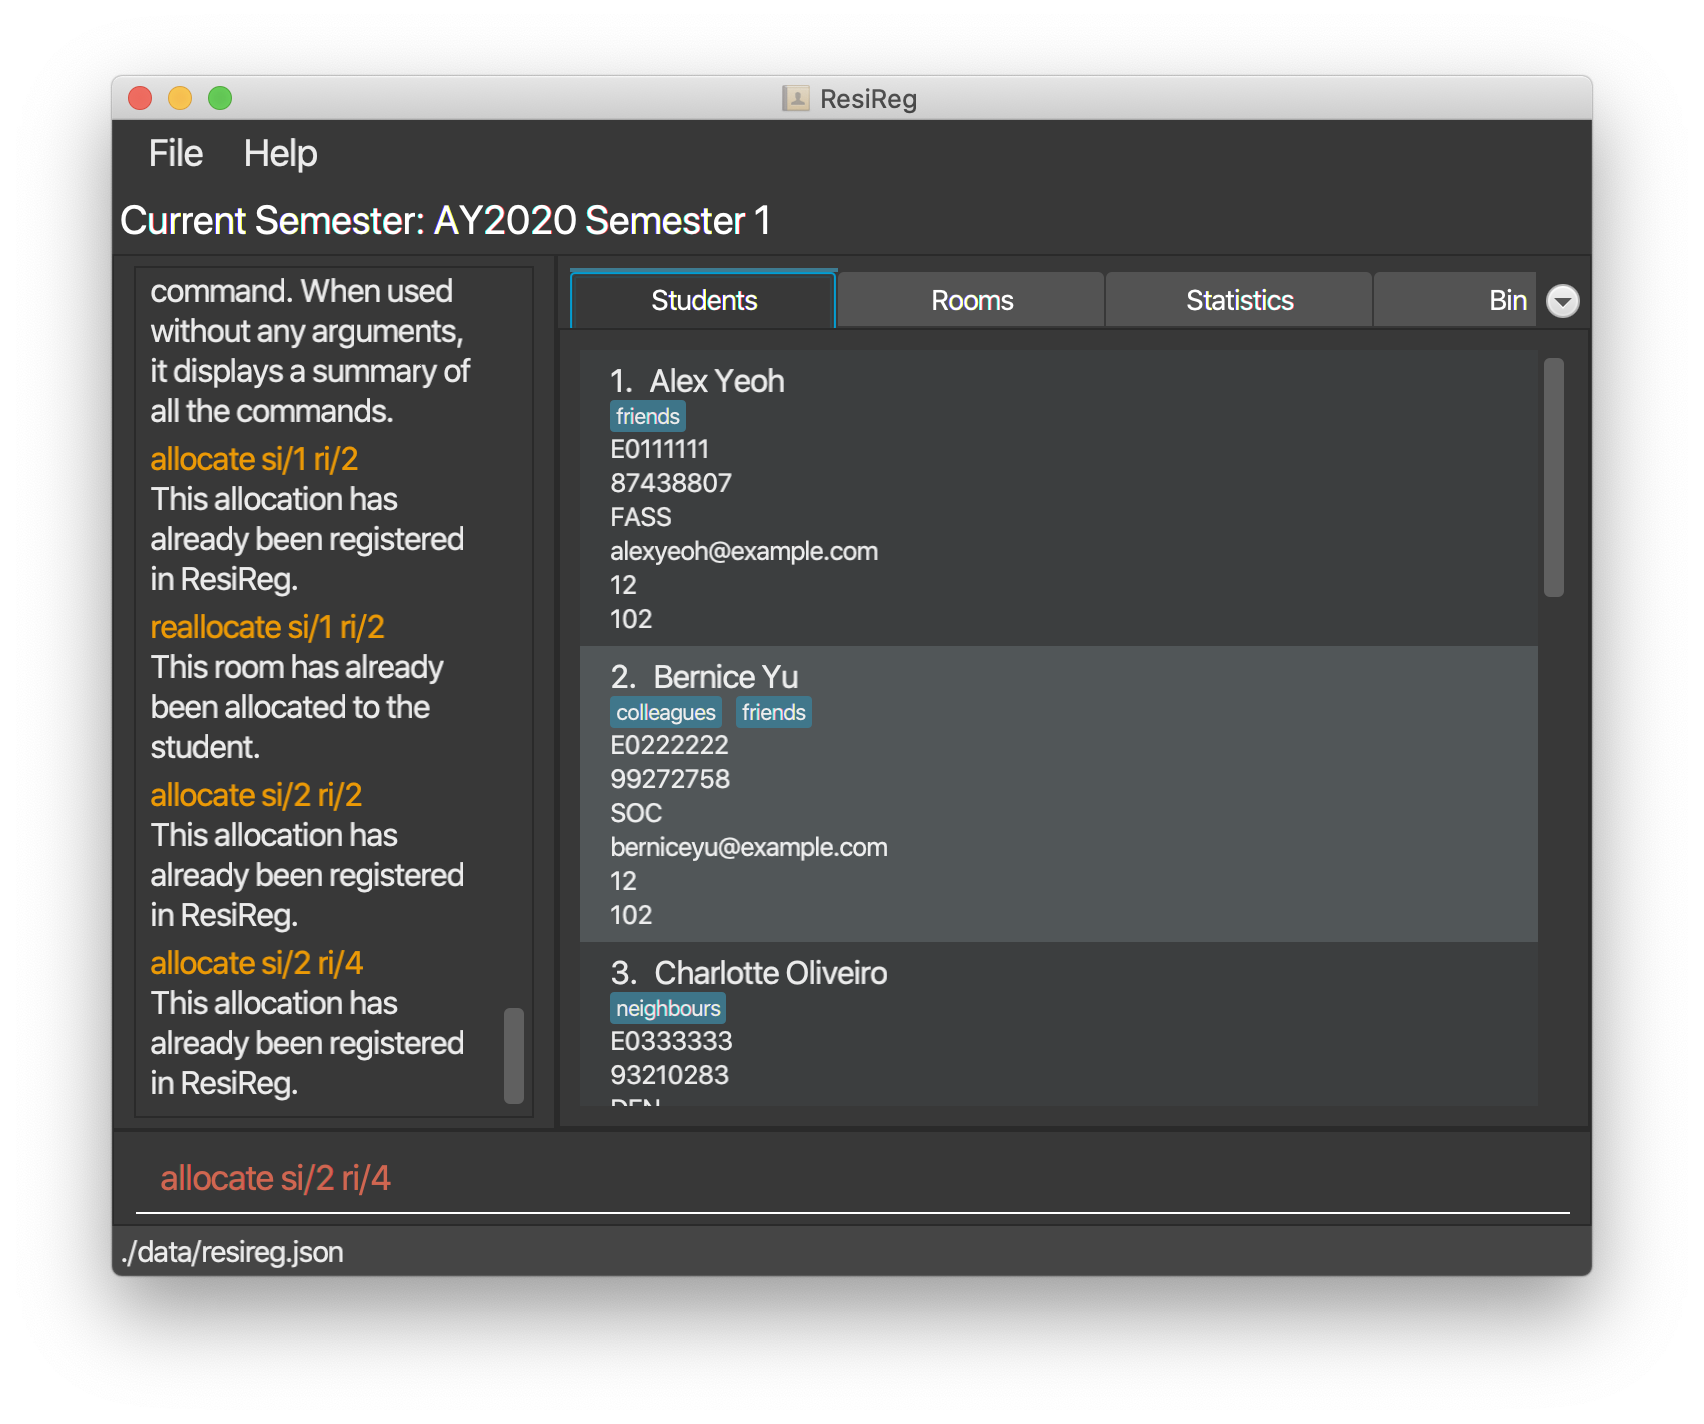 ResiReg
File Help
Current Semester: AY2020 Semester 1
command. When used
without any arguments,
it displays a summary of
all the commands.
allocate si/1 ri/2
This allocation has
already been registered
in ResiReg.
reallocate si/1 ri/2
This room has already
been allocated to the
student.
allocate si/2 ri/2
This allocation has
already been registered
in ResiReg.
allocate si/2 ri/4
This allocation has
already been registered
in ResiReg.
Students Rooms Statistics Bin
1. Alex Yeoh
friends
E0111111
87438807
FASS
alexyeoh@example.com
12
102
2. Bernice Yu
colleagues friends
E0222222
99272758
SOC
berniceyu@example.com
12
102
3. Charlotte Oliveiro
neighbours
E0333333
93210283
allocate si/2 ri/4
./data/resireg.json